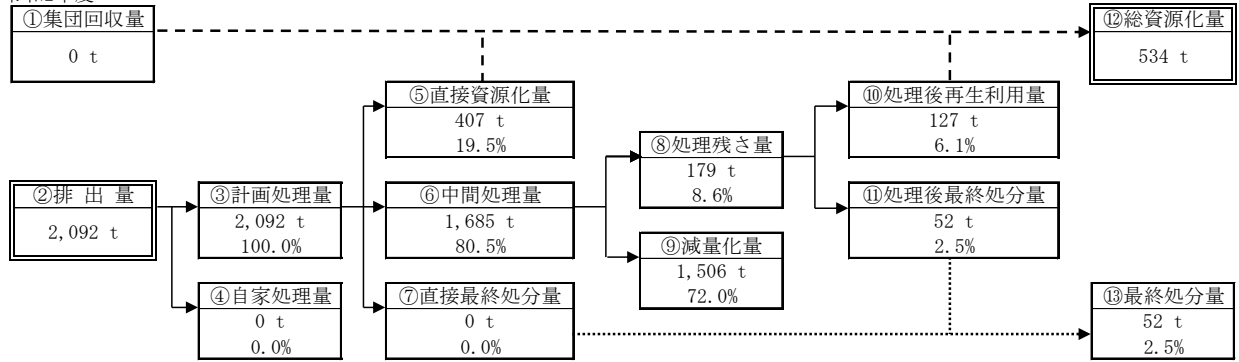 ①集団回収量
0 t
⑫総資源化量
534 t
⑤直接資源化量
407 t
19.5%
⑩処理後再生利用量
127 t
6.1%
⑧処理残さ量
179 t
8.6%
②排 出 量
2,092 t
③計画処理量
2,092 t
100.0%
⑥中間処理量
1,685 t
80.5%
⑪処理後最終処分量
52 t
2.5%
⑨減量化量
1,506 t
72.0%
④自家処理量
0 t
0.0%
⑦直接最終処分量
0 t
0.0%
⑬最終処分量
52 t
2.5%